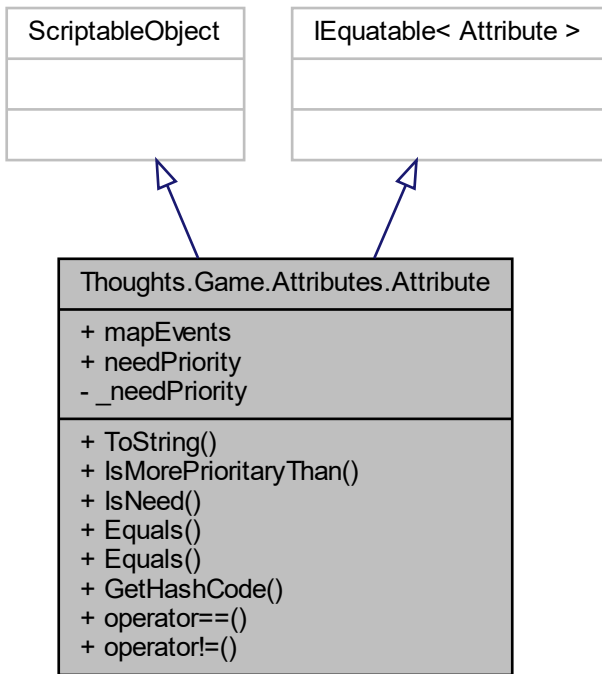 ScriptableObject
IEquatable< Attribute >
Thoughts.Game.Attributes.Attribute
+ mapEvents
+ needPriority
- _needPriority
+ ToString()
+ IsMorePrioritaryThan()
+ IsNeed()
+ Equals()
+ Equals()
+ GetHashCode()
+ operator==()
+ operator!=()